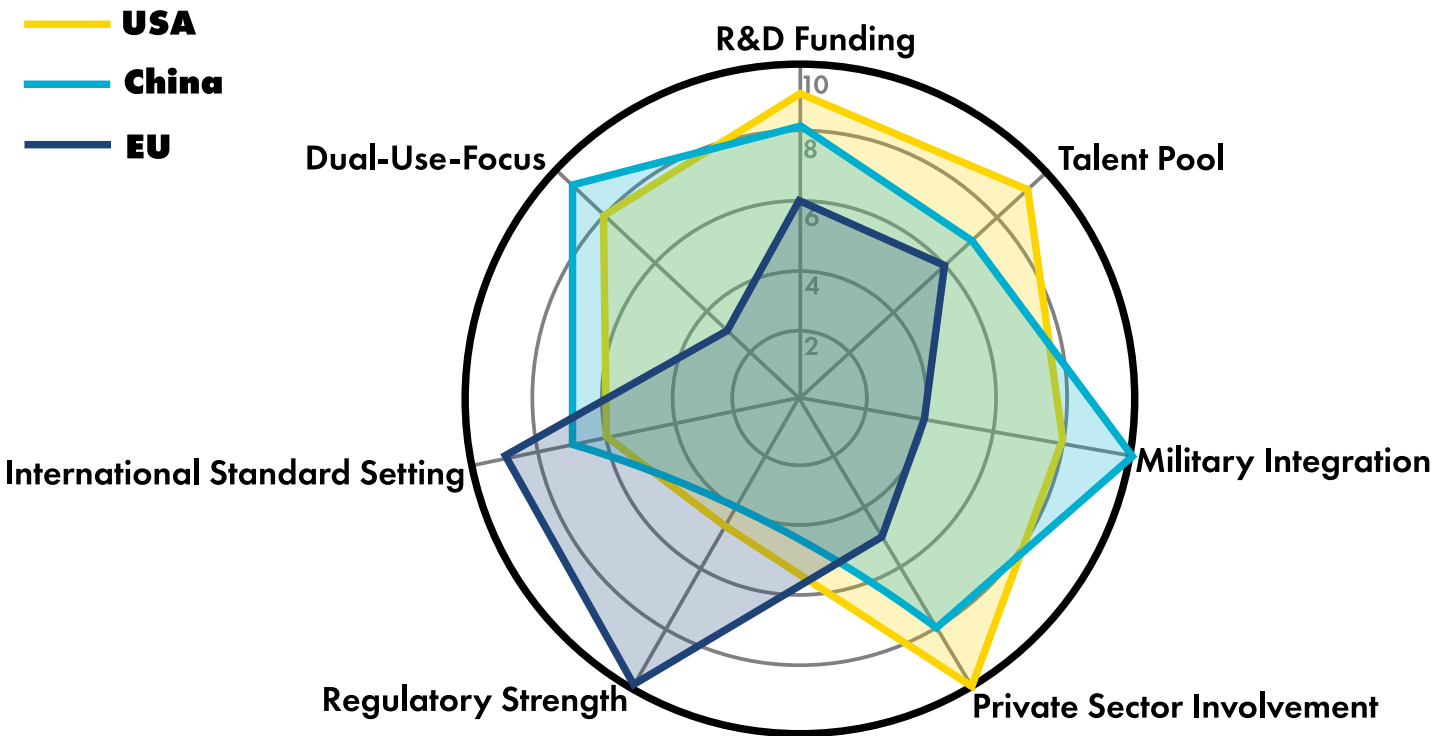 USA
China
EU
R&D Funding
10
8
6
4
2
Dual-Use-Focus
Talent Pool
International Standard Setting
Military Integration
Regulatory Strength
Private Sector Involvement